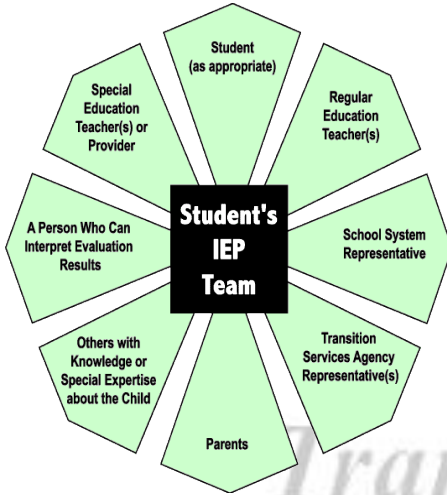 Student
(as appropriate)
Regular
Education
Teacher(s)
School System
Representative
Transition
Services Agency
Representative(s)
Parents
Others with
Knowledge or
Special Expertise
about the Child
A Person Who Can
Interpret Evaluation
Results
Special
Education
Teacher(s) or
Provider
Student's
IEP
Team